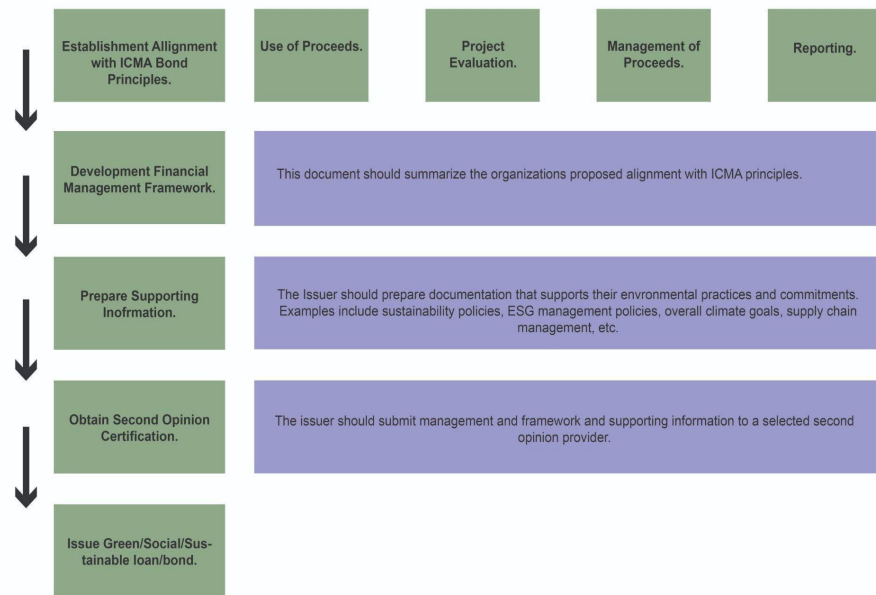 Establishment Allignment
with ICMA Bond
Principles.
Use of Proceeds.
Project
Evaluation.
Management of
Proceeds.
Reporting.
Development Financial
Management Framework.
This document should summarize the organizations proposed alignment with ICMA principles.
Prepare Supporting
Inofrmation.
The Issuer should prepare documentation that supports their envronmental practices and commitments.
Examples include sustainability policies, ESG management policies, overall climate goals, supply chain
management, etc.
Obtain Second Opinion
Certification.
The issuer should submit management and framework and supporting information to a selected second
opinion provider.
Issue Green/Social/Sus-
tainable loan/bond.